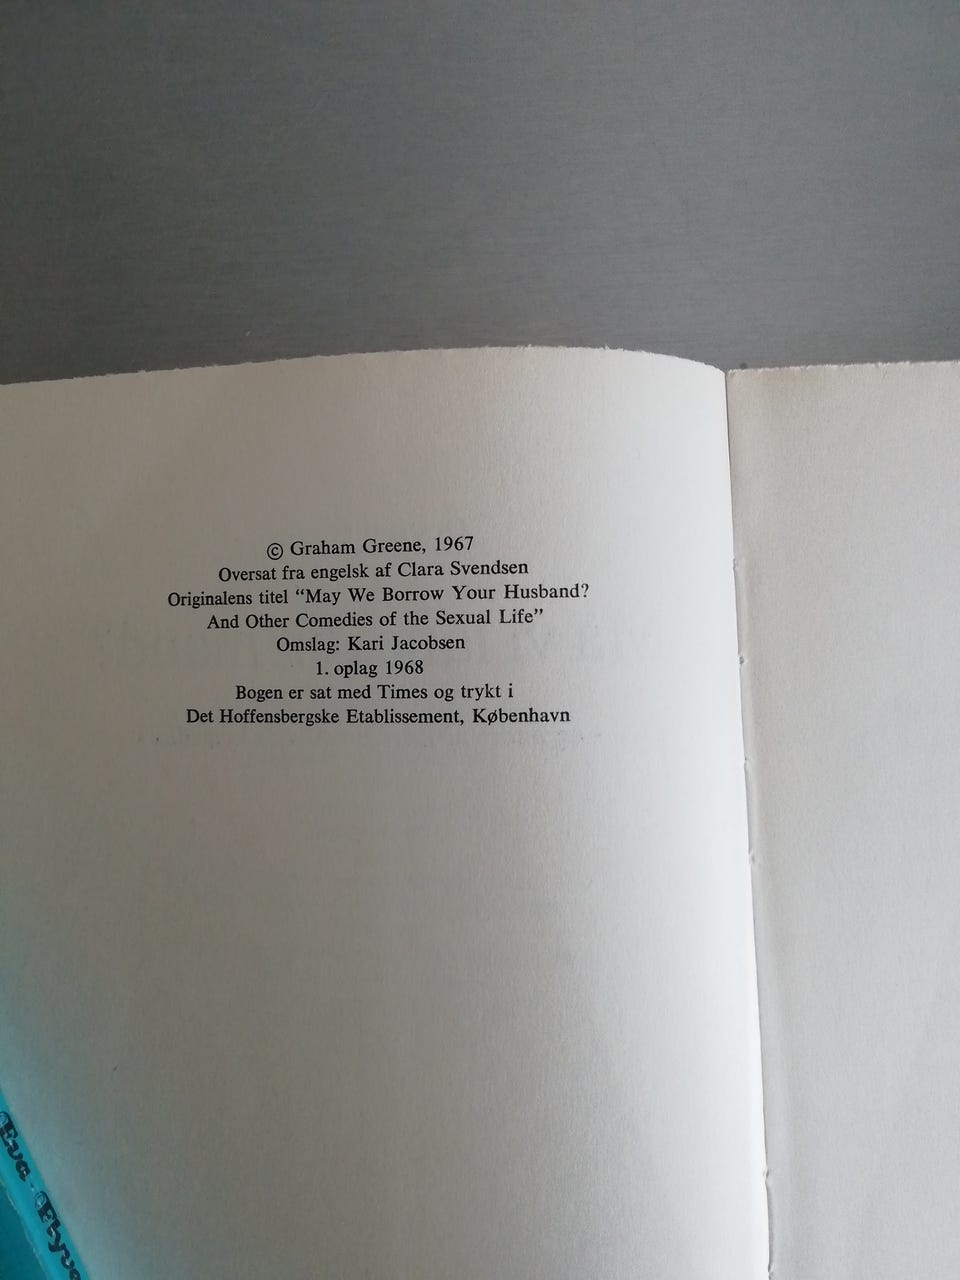 © Graham Greene, 1967
Oversat fra engelsk af Clara Svendsen
Originalens titel “May We Borrow Your Husband?
And Other Comedies of the Sexual Life”
Omslag: Kari Jacobsen
1. oplag 1968
Bogen er sat med Times og trykt i
Det Hoffensbergske Etablissement, København
Eva